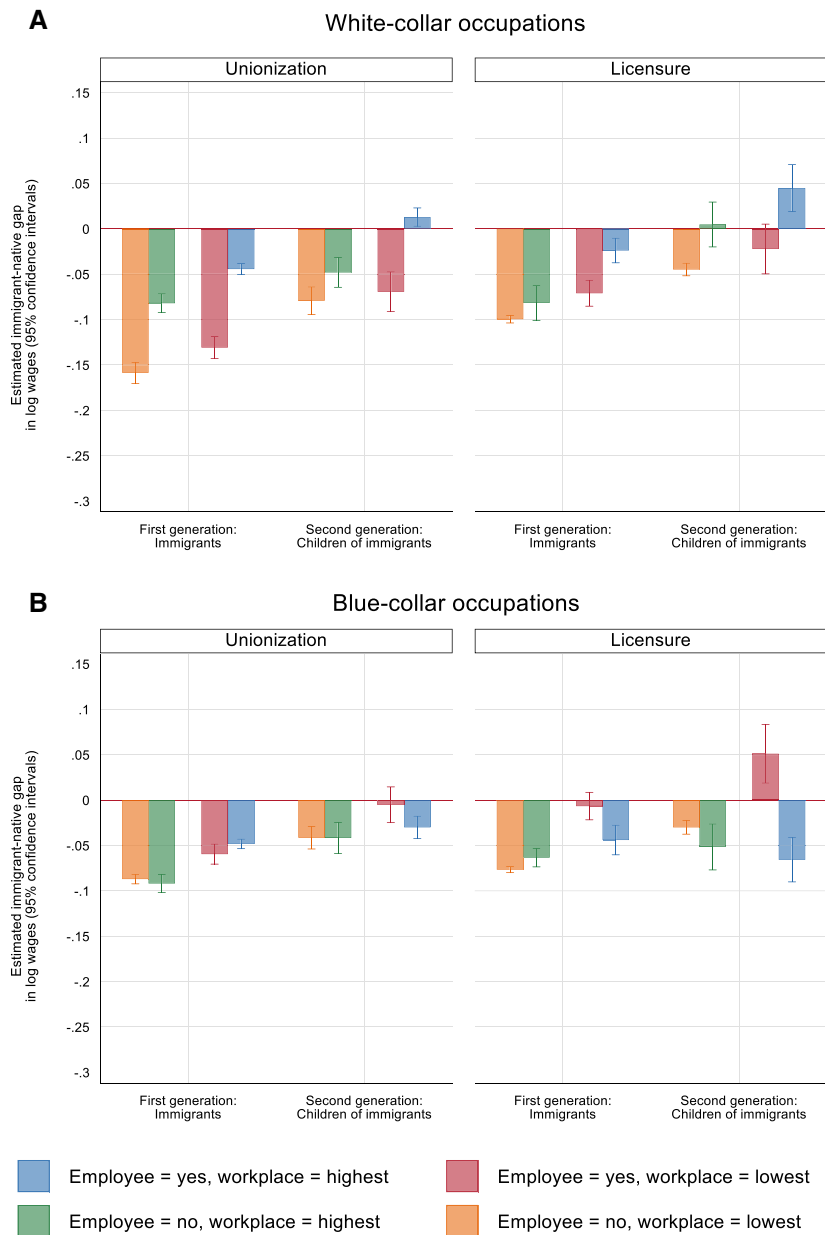 A
White-collar occupations
Unionization
Licensure
Estimated immigrant-native gap
in log wages (95% confidence intervals)
.15
.1
.05
0
-.05
-.1
-.15
-.2
-.25
-.3
First generation:
Immigrants
Second generation:
Children of immigrants
First generation:
Immigrants
Second generation:
Children of immigrants
B
Blue-collar occupations
Unionization
Licensure
Estimated immigrant-native gap
in log wages (95% confidence intervals)
.15
.1
.05
0
-.05
-.1
-.15
-.2
-.25
-.3
First generation:
Immigrants
Second generation:
Children of immigrants
First generation:
Immigrants
Second generation:
Children of immigrants
Employee = yes, workplace = highest
Employee = yes, workplace = lowest
Employee = no, workplace = highest
Employee = no, workplace = lowest